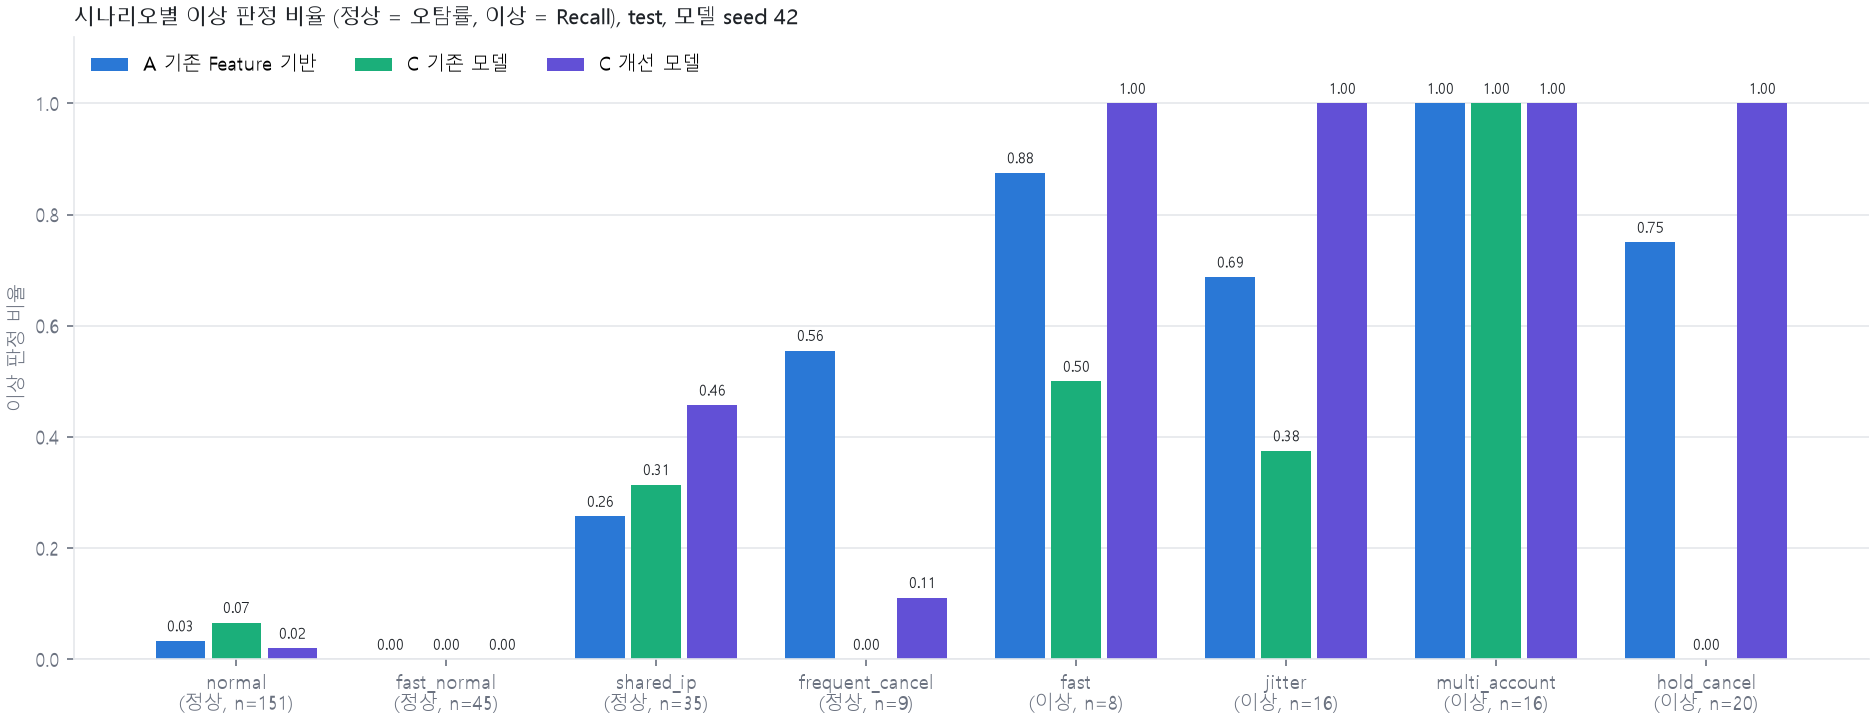 시나리오별 이상 판정 비율 (정상 = 오탐률, 이상 = Recall), test, 모델 seed 42
A 기존 Feature 기반
C 기존 모델
C 개선 모델
이상 판정 비율
1.0
0.8
0.6
0.4
0.2
0.0
0.03
0.07
0.02
0.00
0.00
0.00
0.26
0.31
0.46
0.56
0.00
0.11
0.88
0.50
1.00
0.69
0.38
1.00
1.00
1.00
1.00
0.75
0.00
1.00
normal
(정상, n=151)
fast_normal
(정상, n=45)
shared_ip
(정상, n=35)
frequent_cancel
(정상, n=9)
fast
(이상, n=8)
jitter
(이상, n=16)
multi_account
(이상, n=16)
hold_cancel
(이상, n=20)